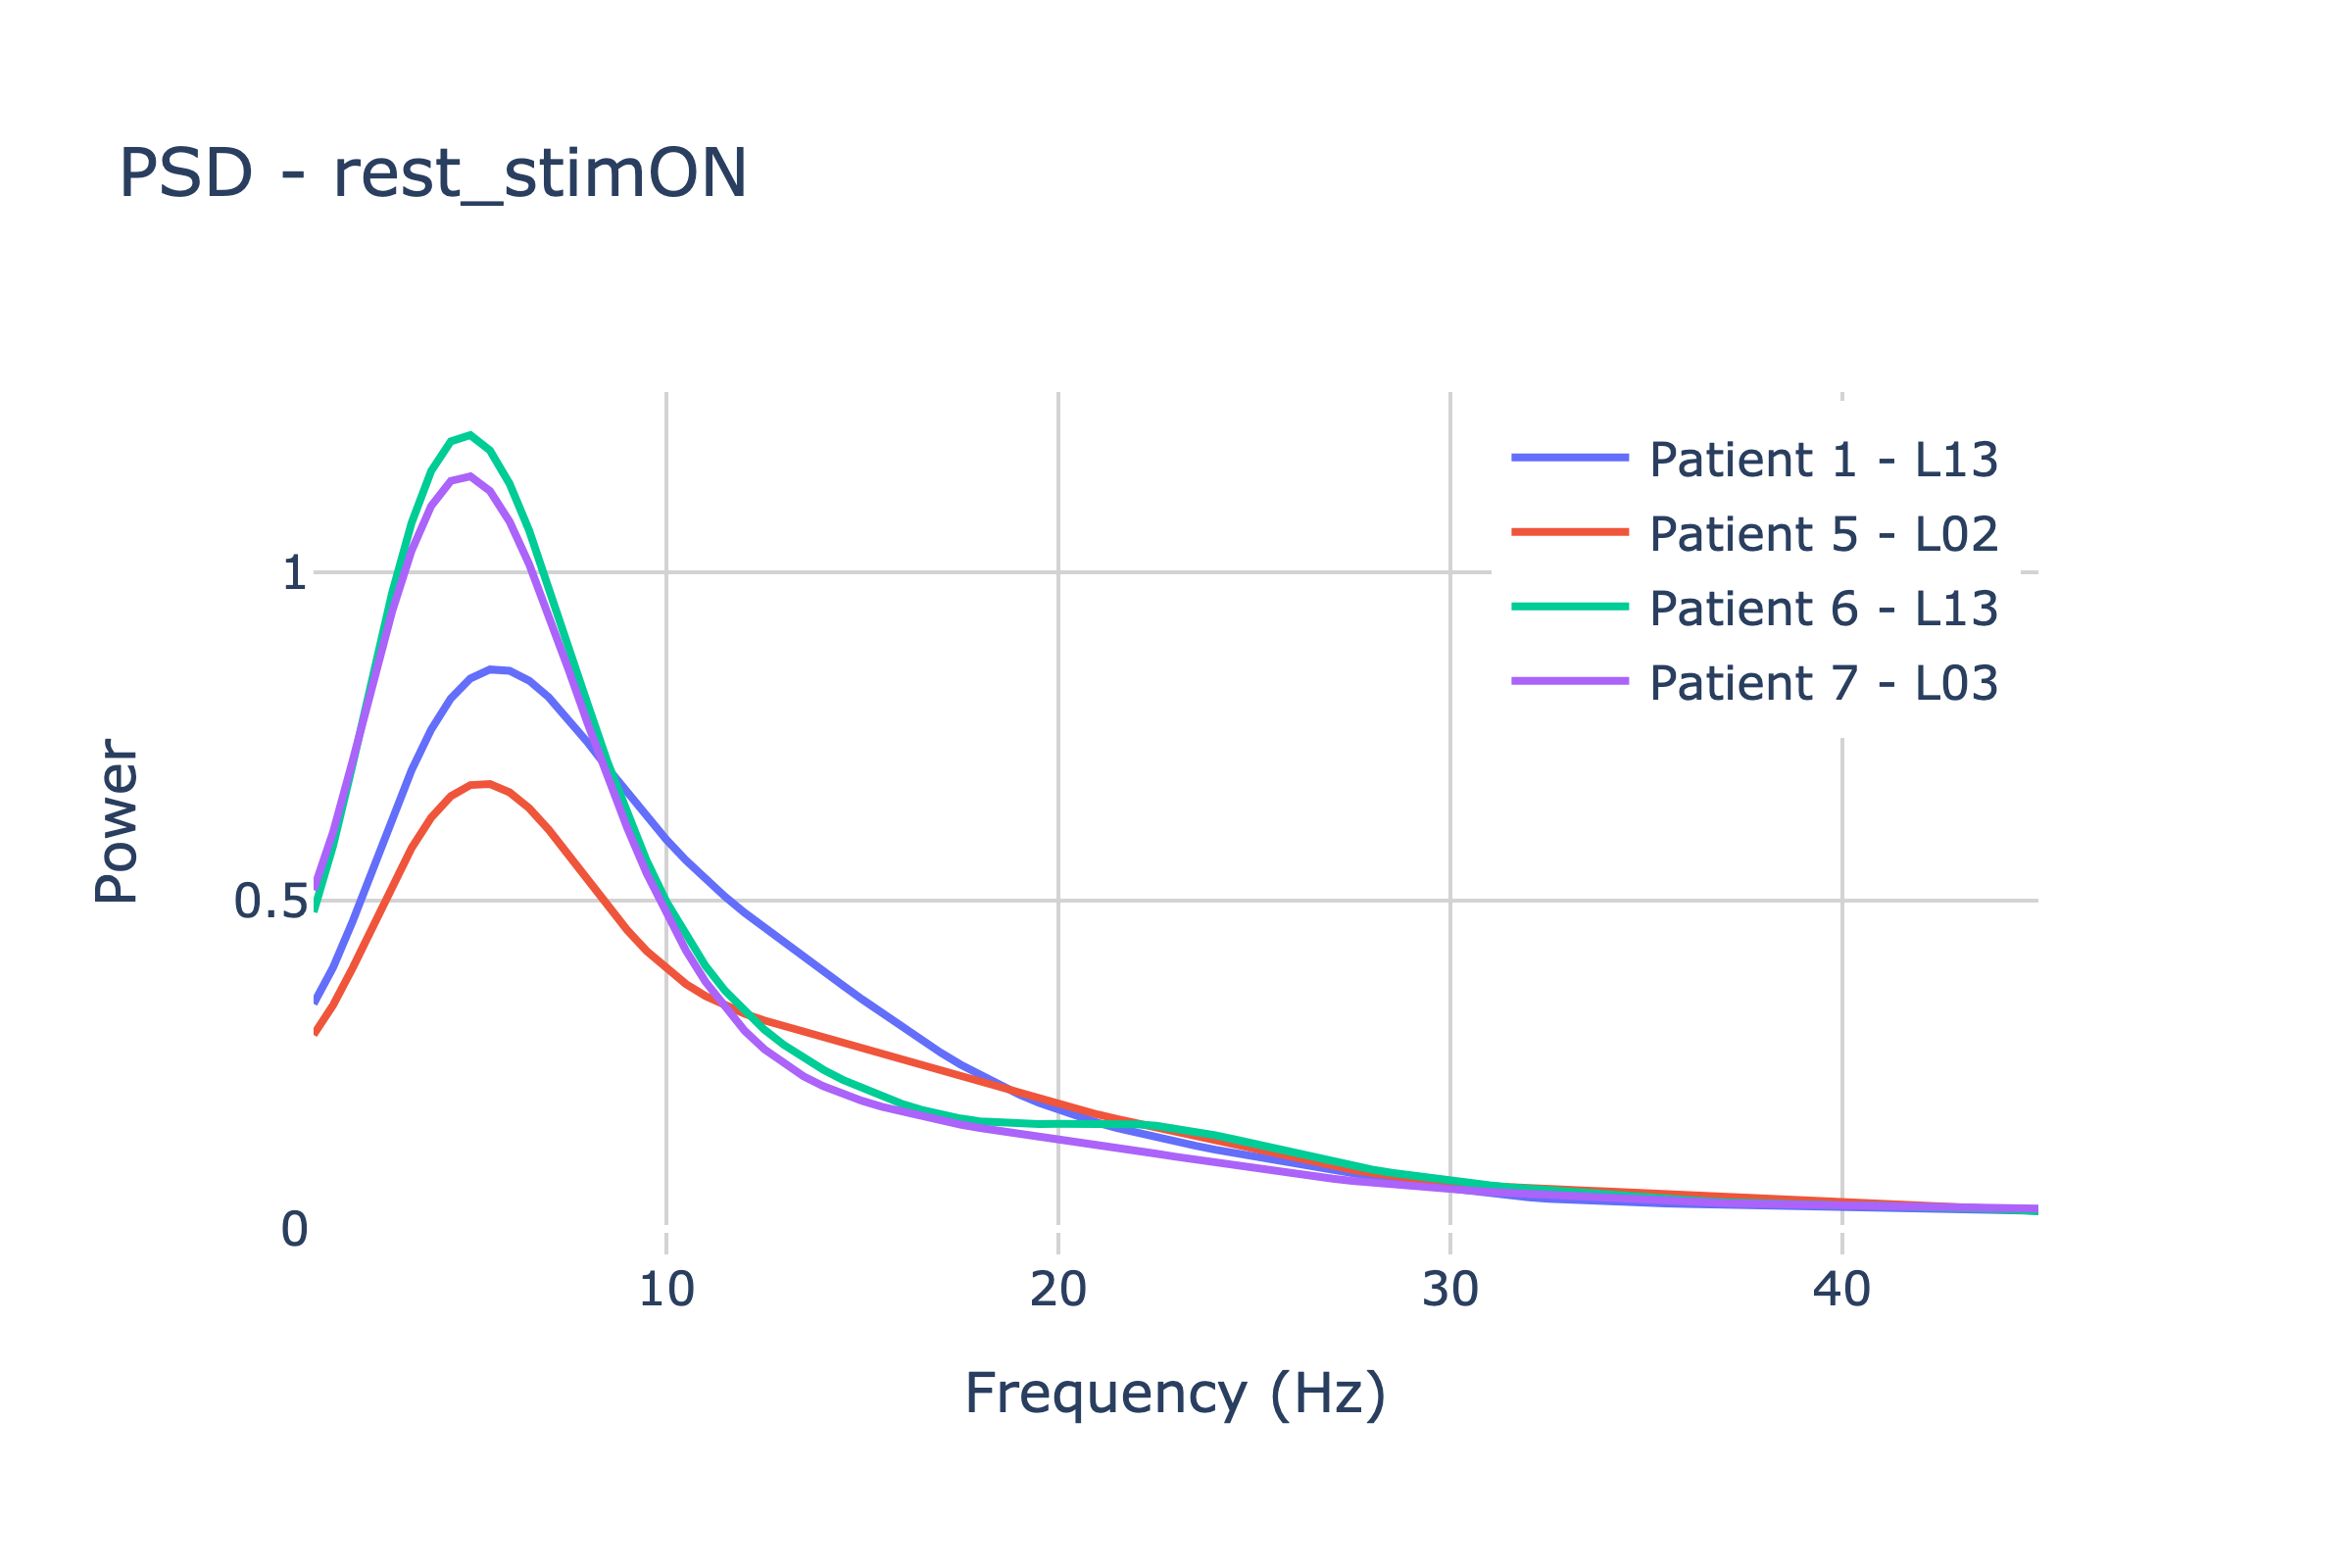 PSD - rest_stimON
Patient 1 - L13
Patient 5 - L02
Patient 6 - L13
Patient 7 - L03
1
0.5
0
Power
10
20
30
40
Frequency (Hz)